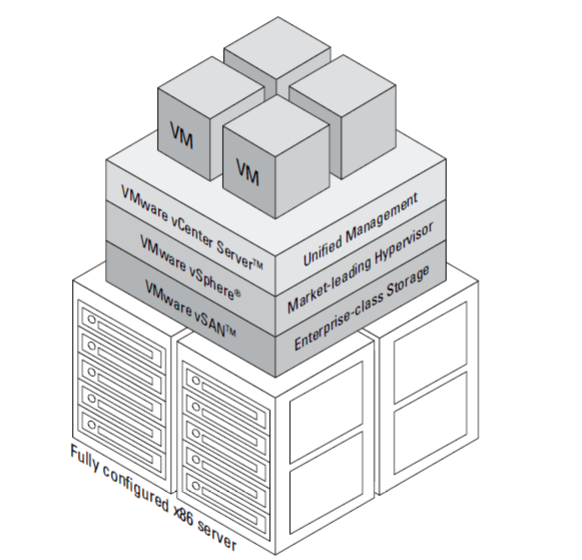 VM
VM
VMware vCenter Server™
Unified Management
VMware vSphere®
Market-leading Hypervisor
VMware vSAN™
Enterprise-class Storage
Fully configured x86 server